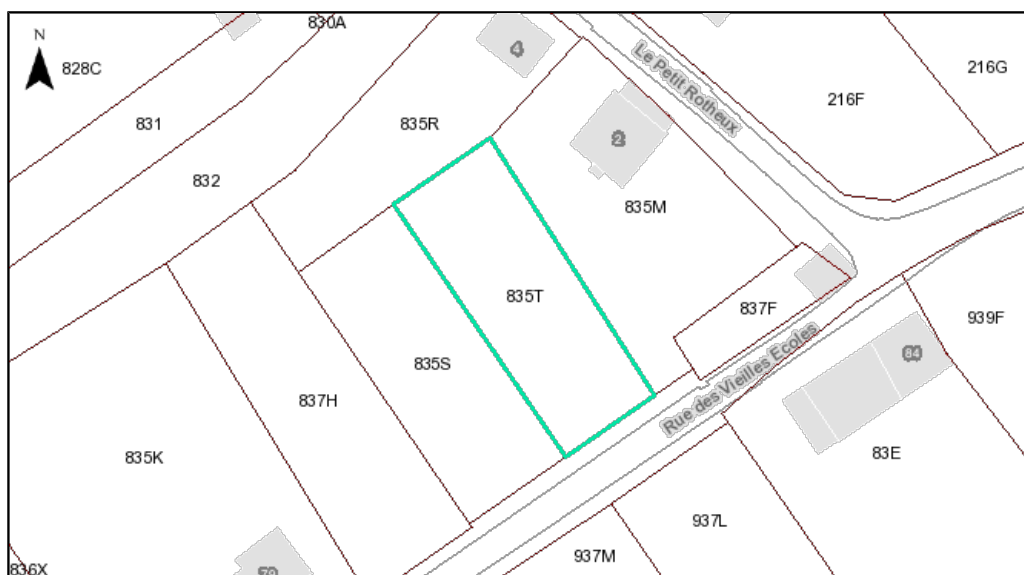 830A
N
828C
4
Le Petit Rotheux
216G
216F
831
835R
2
832
835M
835T
837F
939F
Rue des Vieilles Ecoles
84
835S
837H
83E
835K
937L
937M
836X